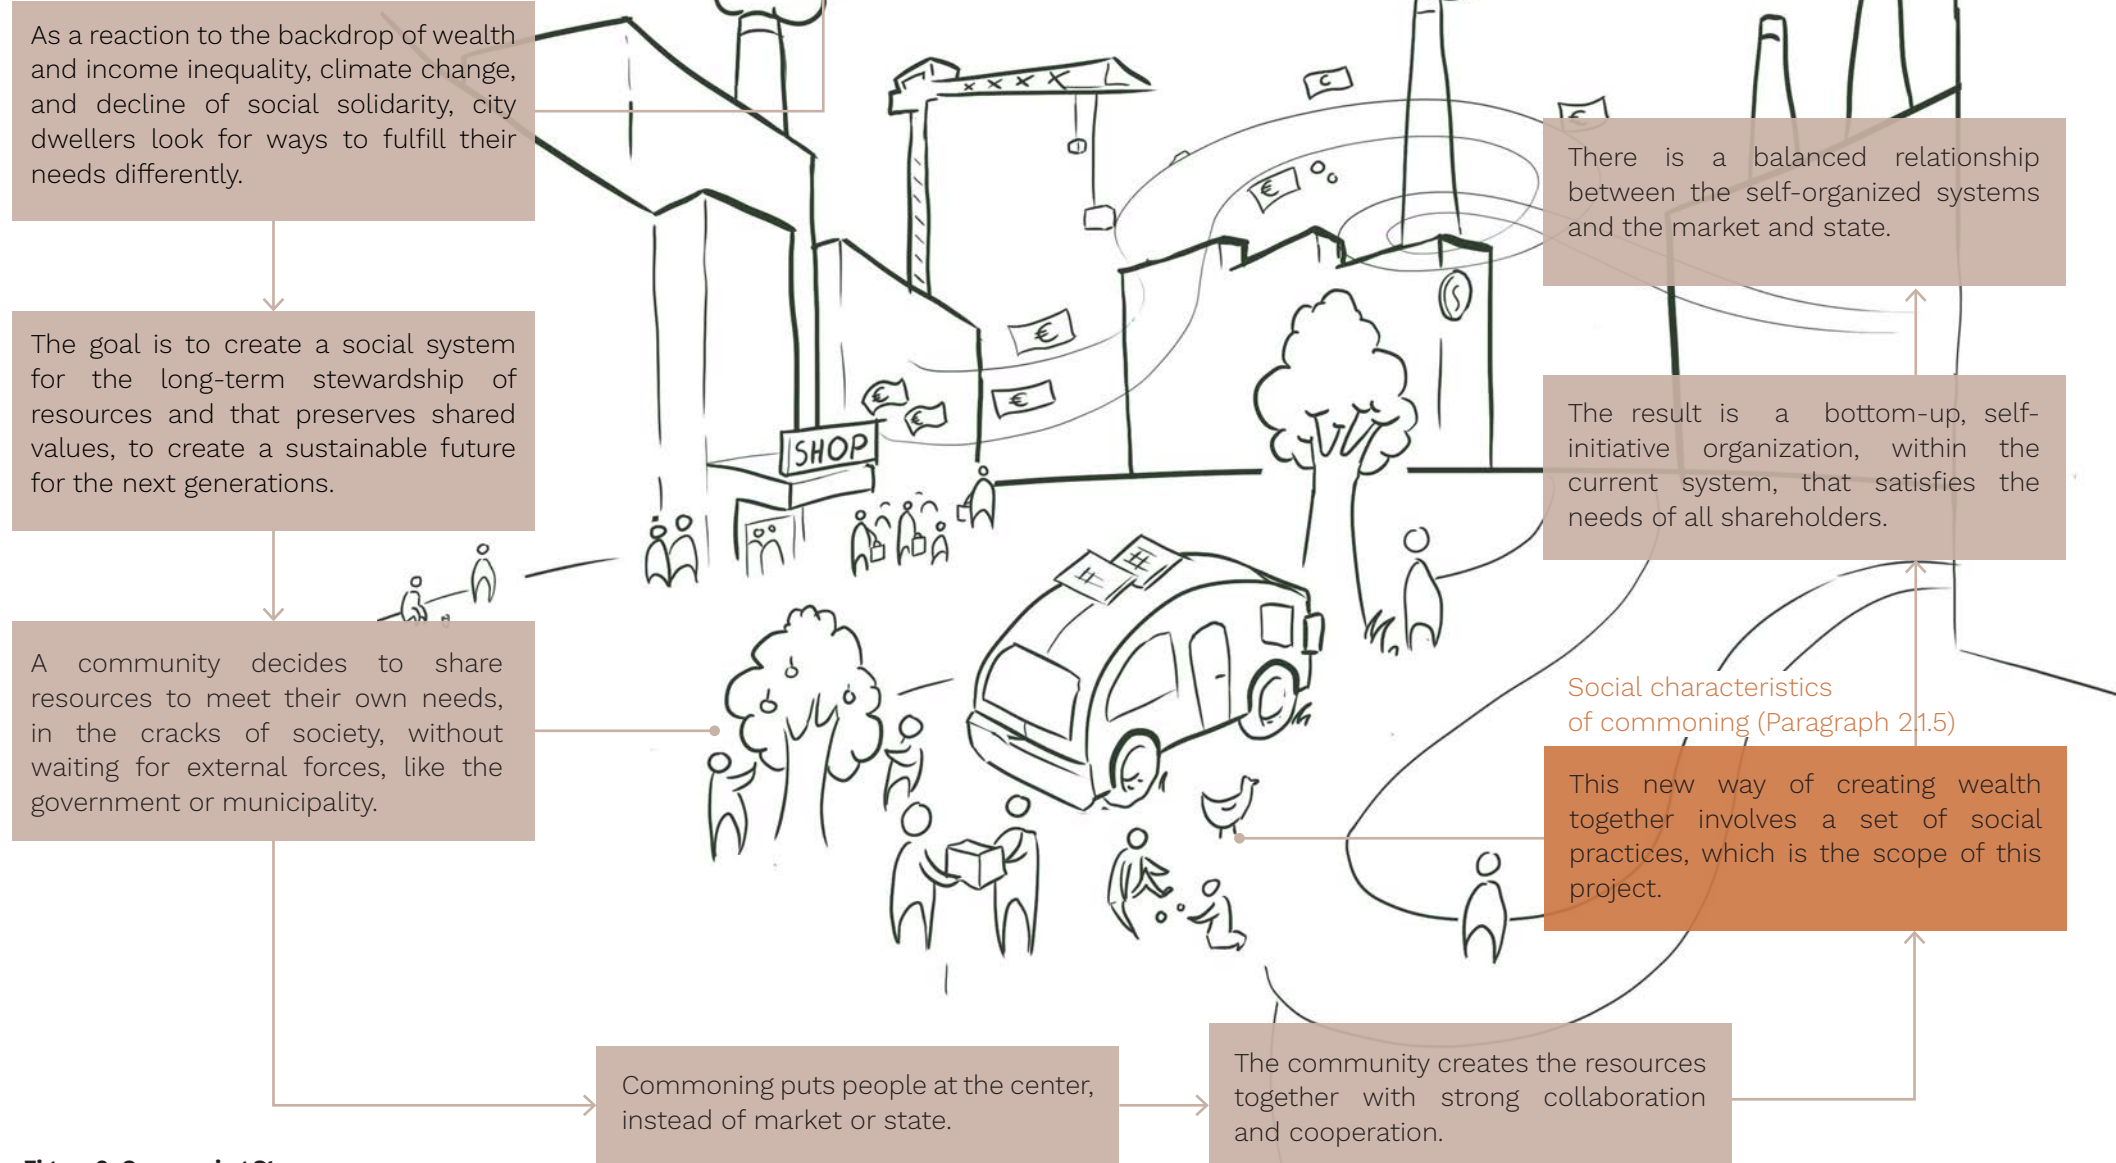 As a reaction to the backdrop of wealth
and income inequality, climate change,
and decline of social solidarity, city
dwellers look for ways to fulfill their
needs differently.
The goal is to create a social system
for the long-term stewardship of
resources and that preserves shared
values, to create a sustainable future
for the next generations.
A community decides to share
resources to meet their own needs,
in the cracks of society, without
waiting for external forces, like the
government or municipality.
Commoning puts people at the center,
instead of market or state.
The community creates the resources
together with strong collaboration
and cooperation.
Social characteristics
of commoning (Paragraph 2.1.5)
This new way of creating wealth
together involves a set of social
practices, which is the scope of this
project.
The result is a bottom-up, self-
initiative organization, within the
current system, that satisfies the
needs of all shareholders.
There is a balanced relationship
between the self-organized systems
and the market and state.
SHOP
€
€
€
€
€
€